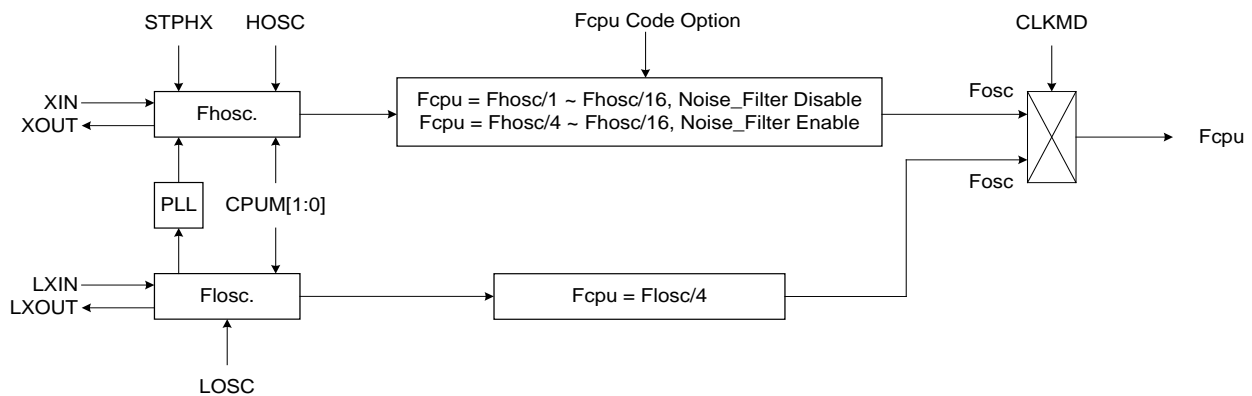 STPHX
HOSC
Fcpu Code Option
CLKMD
XIN
XOUT
Fhosc.
Fcpu = Fhosc/1 ~ Fhosc/16, Noise_Filter Disable
Fcpu = Fhosc/4 ~ Fhosc/16, Noise_Filter Enable
Fosc
Fcpu
Fosc
PLL
CPUM[1:0]
LXIN
LXOUT
Flosc.
Fcpu = Flosc/4
LOSC